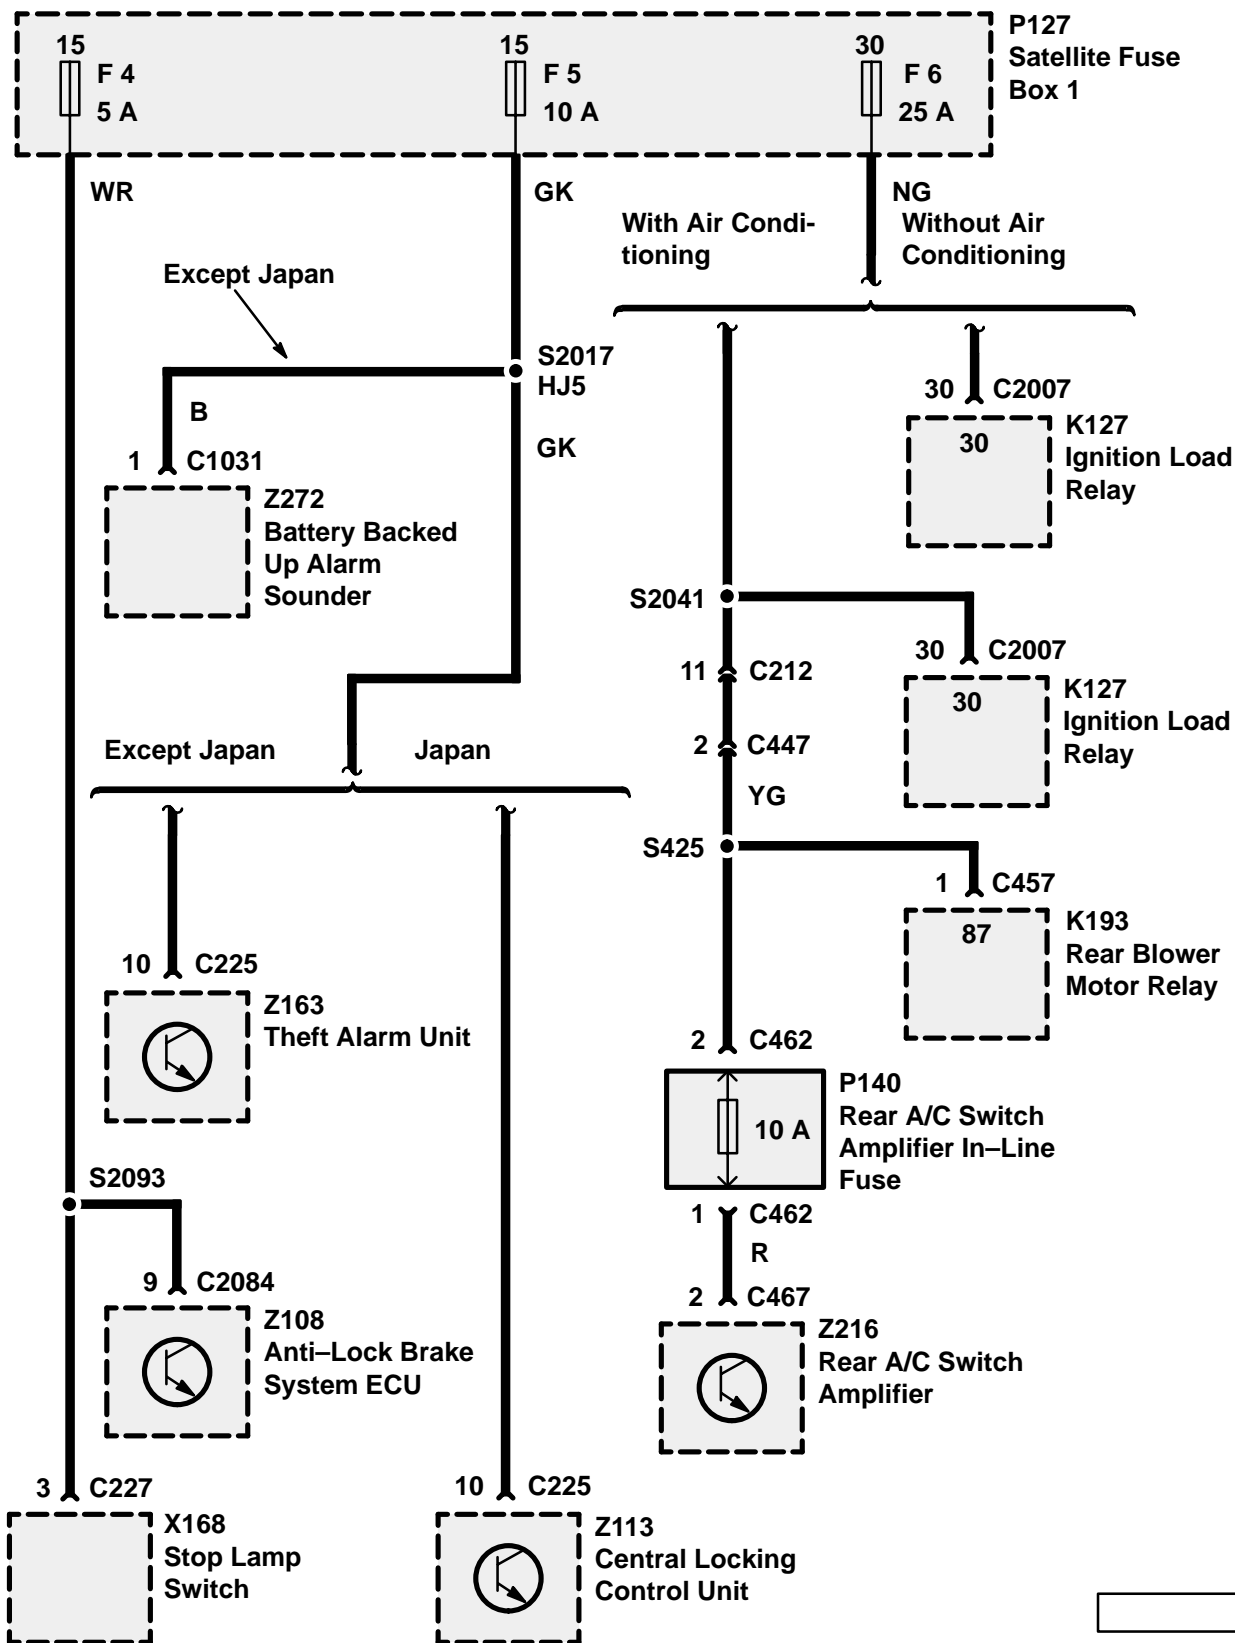 P127
Satellite Fuse
Box 1
15
F 4
5 A
15
F 5
10 A
30
F 6
25 A
WR
GK
NG
With Air Condi-
tioning
Without Air
Conditioning
Except Japan
S2017
HJ5
B
GK
1 C1031
Z272
Battery Backed
Up Alarm
Sounder
30 C2007
30
K127
Ignition Load
Relay
S2041
30 C2007
30
K127
Ignition Load
Relay
11 C212
2 C447
YG
Except Japan
Japan
S425
1 C457
87
K193
Rear Blower
Motor Relay
10 C225
Z163
Theft Alarm Unit
2 C462
10 A
P140
Rear A/C Switch
Amplifier In–Line
Fuse
1 C462
R
2 C467
Z216
Rear A/C Switch
Amplifier
S2093
9 C2084
Z108
Anti–Lock Brake
System ECU
3 C227
X168
Stop Lamp
Switch
10 C225
Z113
Central Locking
Control Unit